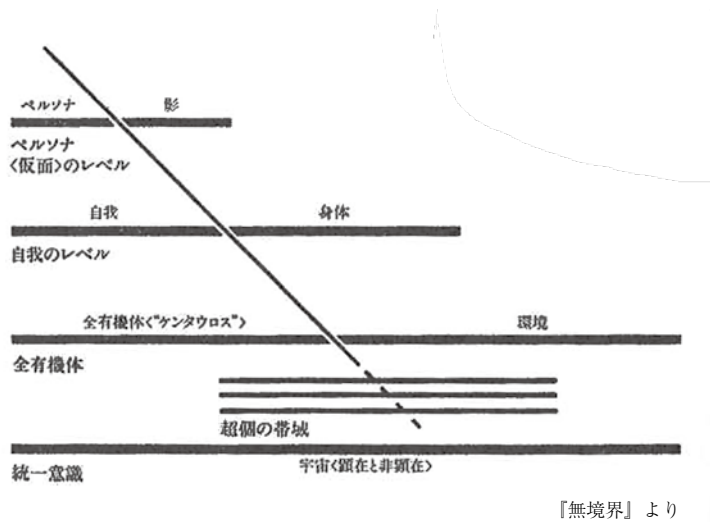 ペルソナ 影
ペルソナ
〈仮面〉のレベル
自我 身体
自我のレベル
全有機体〈“ケンタウロス”〉 環境
全有機体
超個の帯域
宇宙〈顕在と非顕在〉
統一意識
『無境界』より